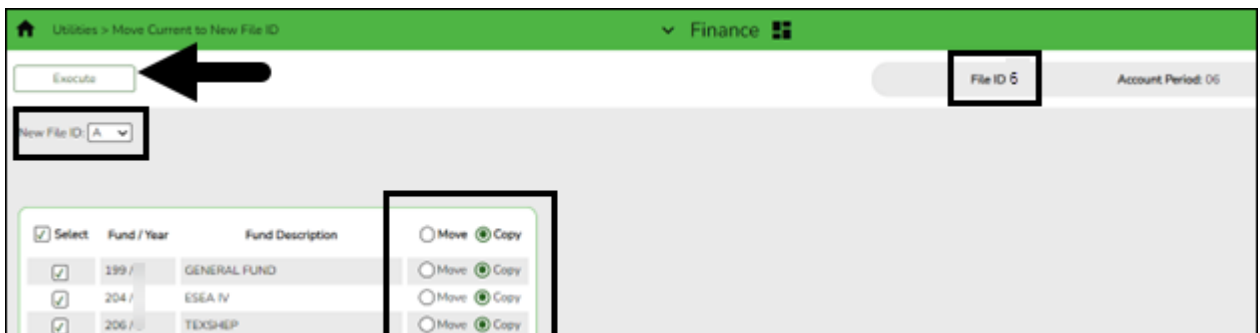 Utilities > Move Current to New File ID Finance
Execute File ID 6 Account Period: 06
New File ID: A
Select Fund / Year Fund Description Move Copy
199 / GENERAL FUND Move Copy
204 / ESEA IV Move Copy
206 / TEXSHEP Move Copy